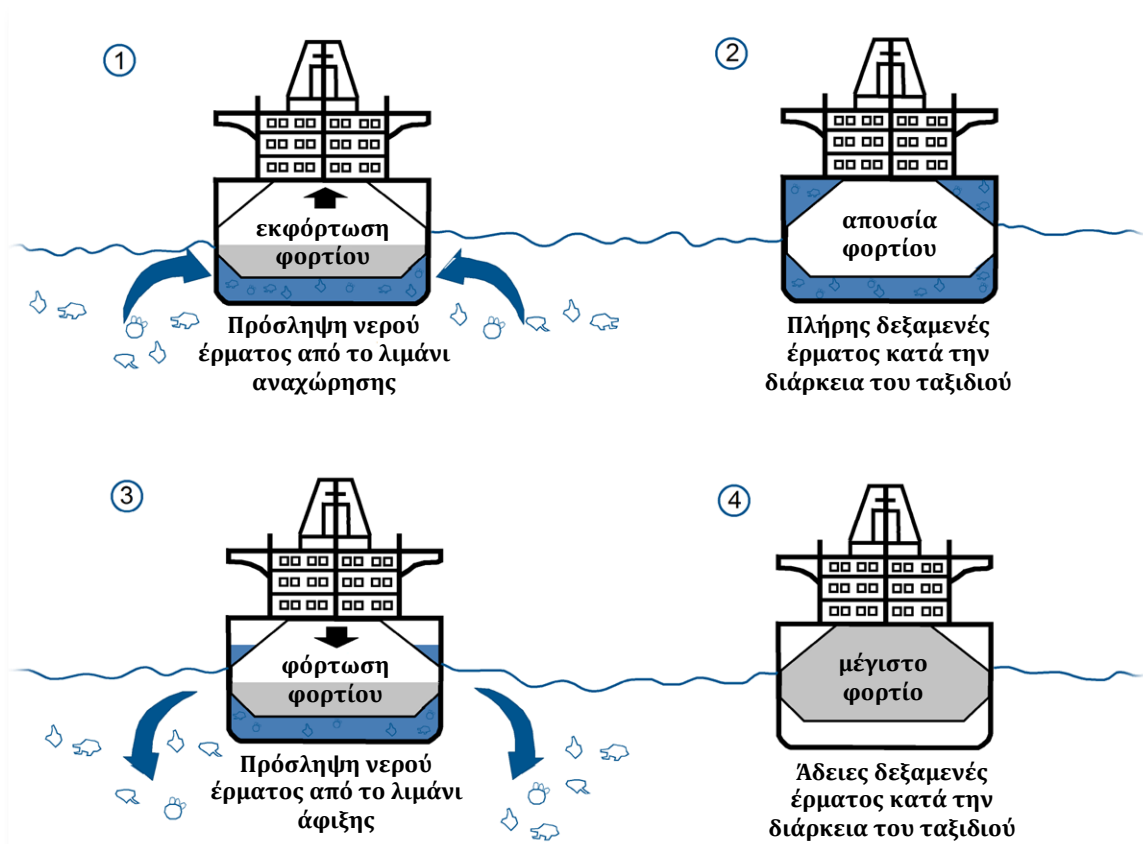 1
εκφόρτωση
φορτίου
Πρόσληψη νερού
έρματος από το λιμάνι
αναχώρησης
2
απουσία
φορτίου
Πλήρης δεξαμενές
έρματος κατά την
διάρκεια του ταξιδιού
3
φόρτωση
φορτίου
Πρόσληψη νερού
έρματος από το λιμάνι
άφιξης
4
μέγιστο
φορτίο
Άδειες δεξαμενές
έρματος κατά την
διάρκεια του ταξιδιού